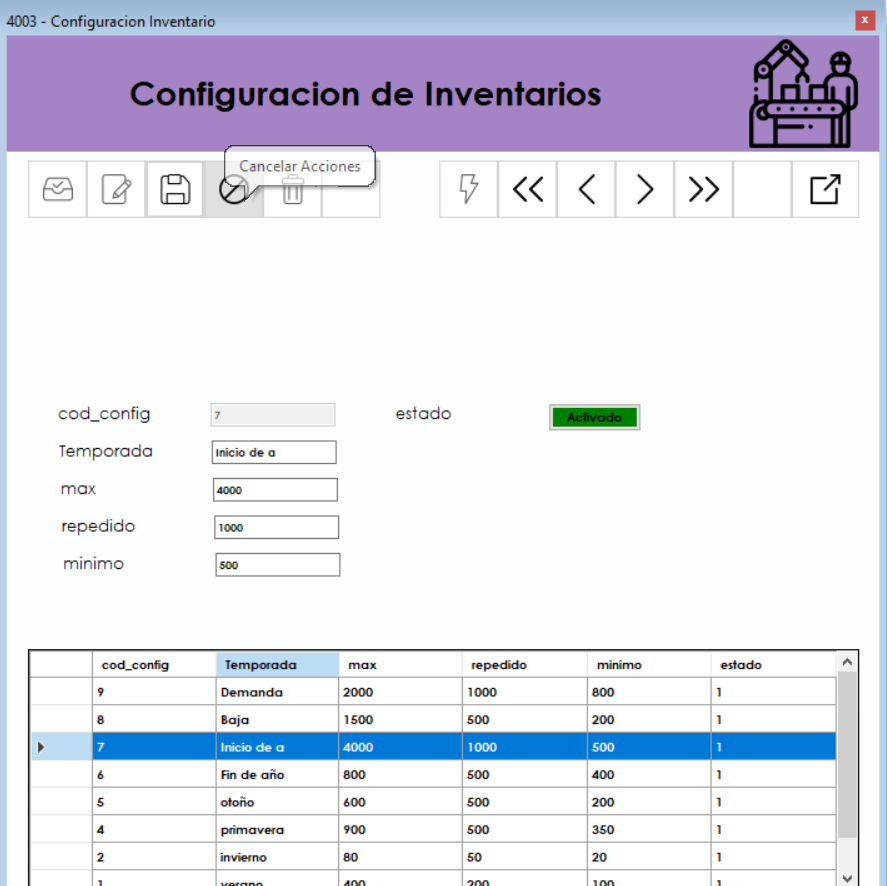 4003 - Configuracion Inventario
Configuracion de Inventarios
Cancelar Acciones
cod_config 7 estado Activado
Temporada Inicio de a
max 4000
repedido 1000
minimo 500
cod_config Temporada max repedido minimo estado
9 Demanda 2000 1000 800 1
8 Baja 1500 500 200 1
7 Inicio de a 4000 1000 500 1
6 Fin de año 800 500 400 1
5 otoño 600 500 200 1
4 primavera 900 500 350 1
2 invierno 80 50 20 1
1 verano 400 200 100 1